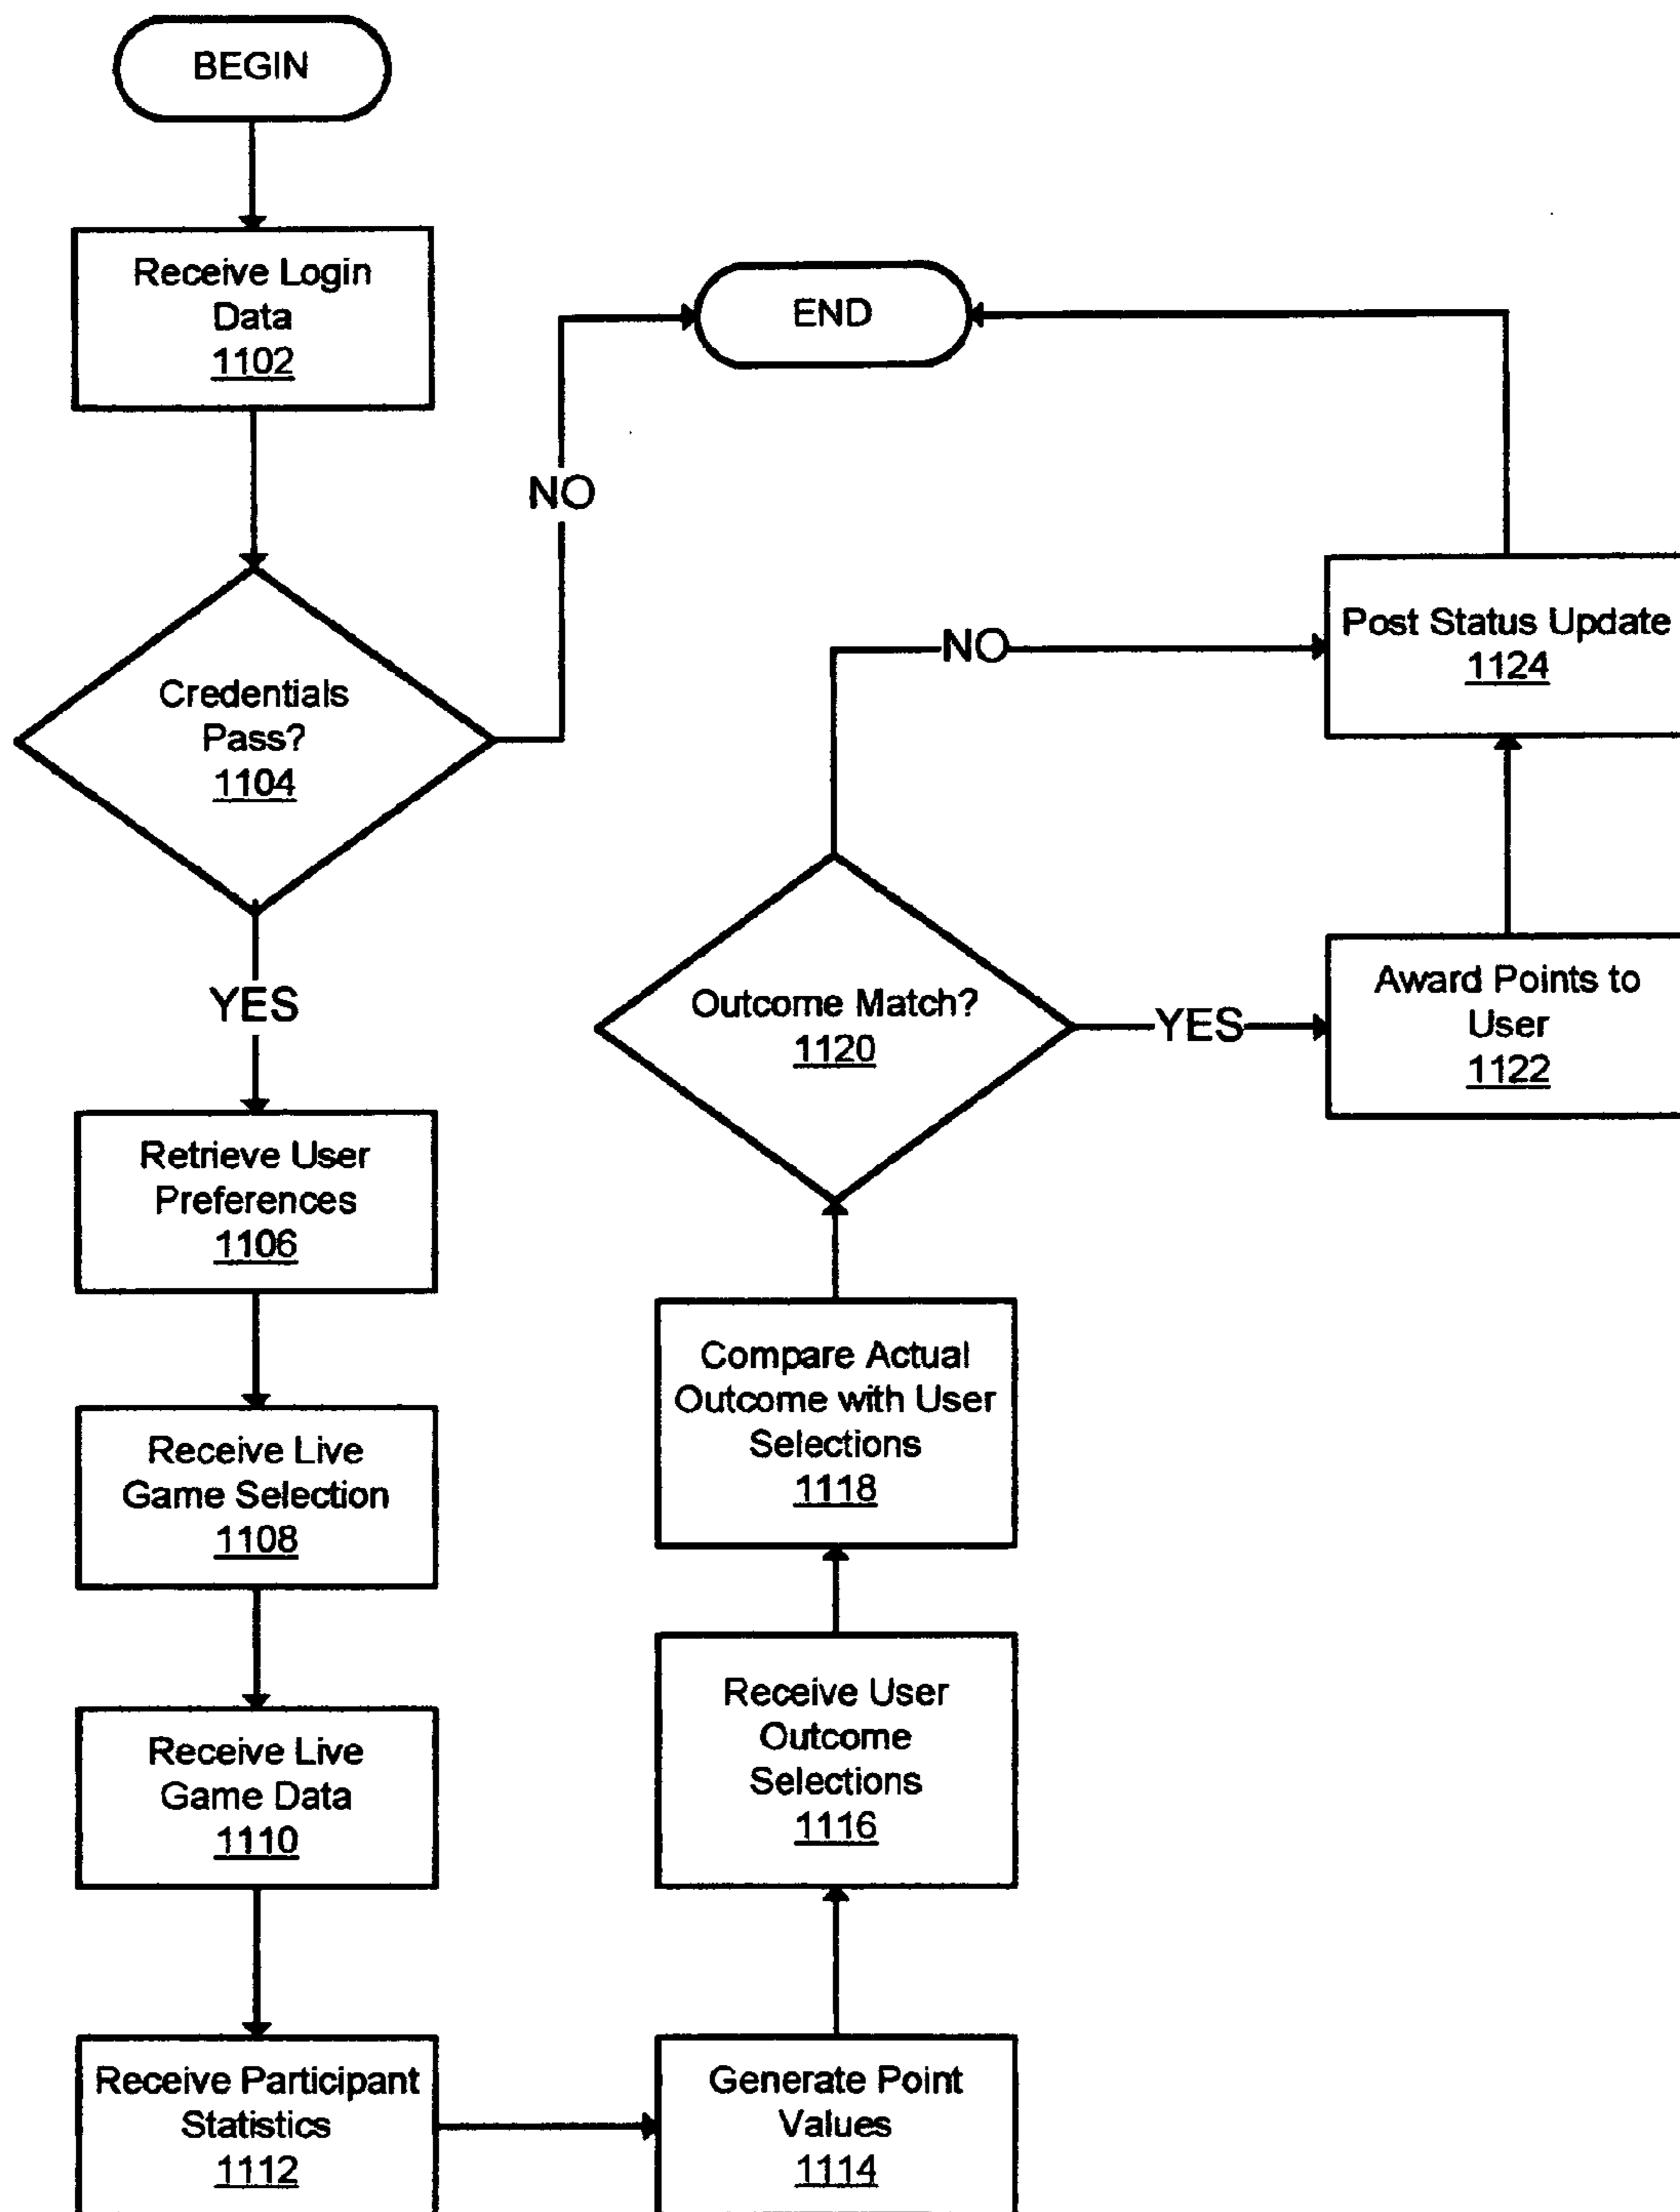 BEGIN
Receive Login
Data
1102
Credentials
Pass?
1104
NO
YES
Retrieve User
Preferences
1106
Receive Live
Game Selection
1108
Receive Live
Game Data
1110
Receive Participant
Statistics
1112
Generate Point
Values
1114
Receive User
Outcome
Selections
1116
Compare Actual
Outcome with User
Selections
1118
Outcome Match?
1120
NO
YES
Award Points to
User
1122
Post Status Update
1124
END